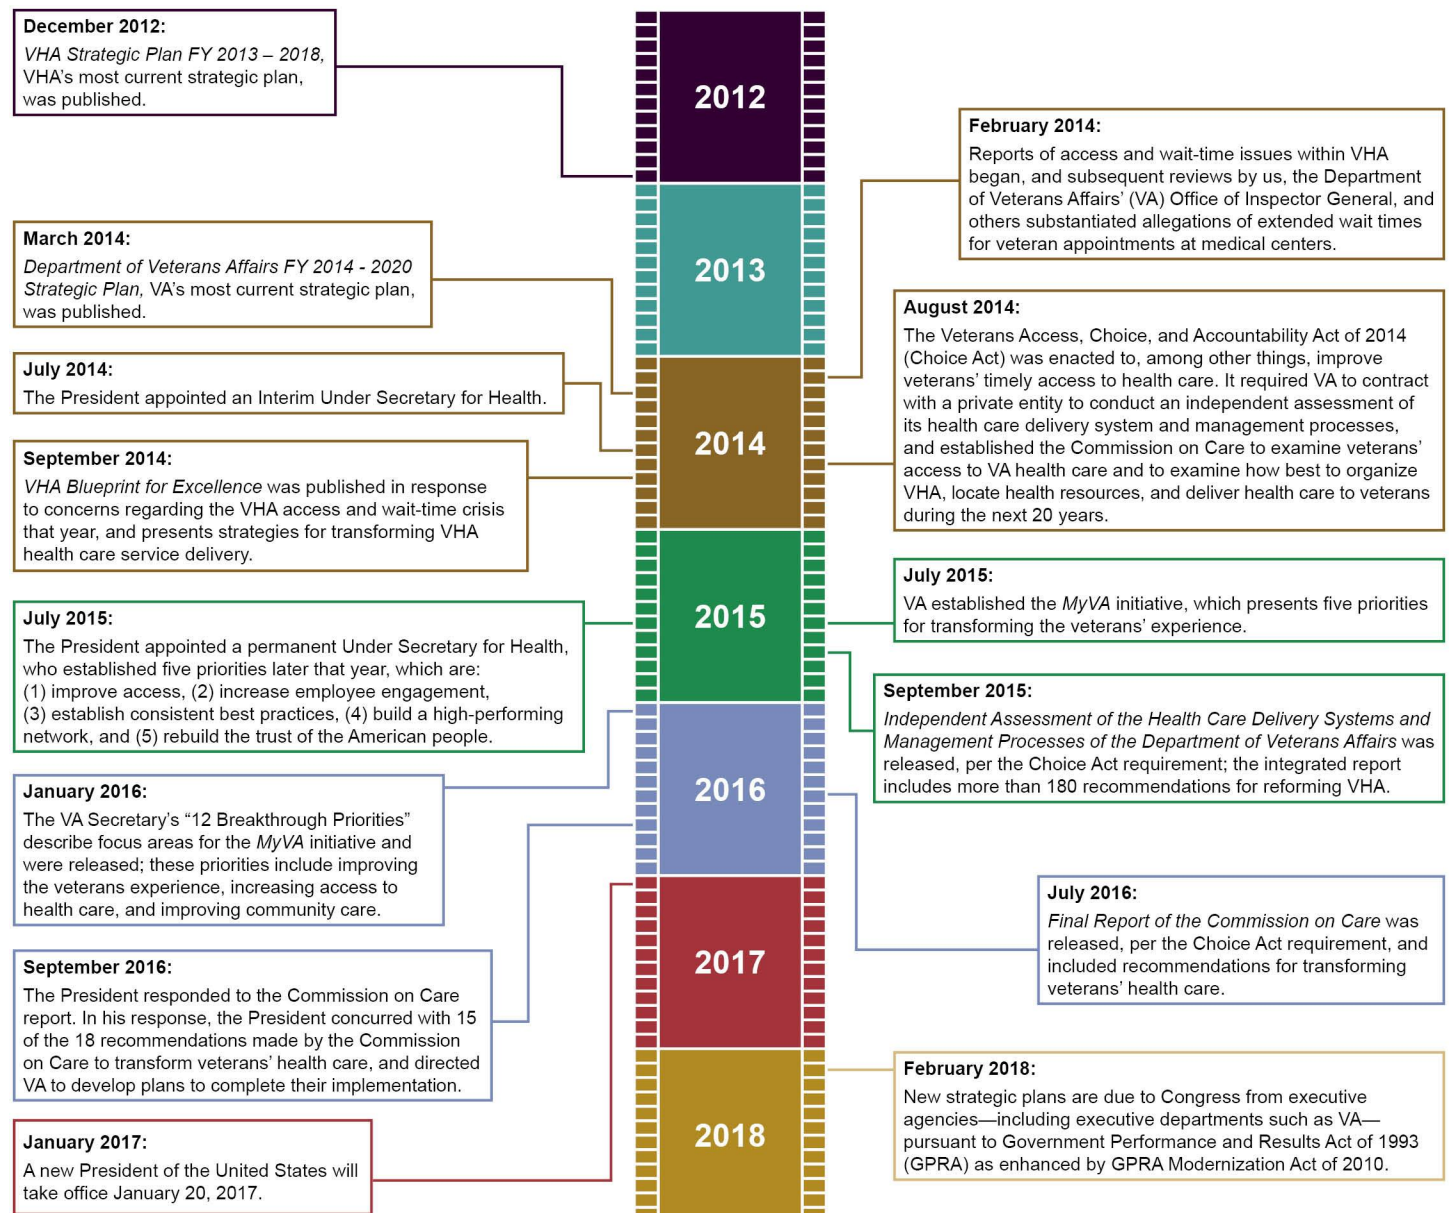 December 2012:
VHA Strategic Plan FY 2013 – 2018,
VHA's most current strategic plan,
was published.
2012
February 2014:
Reports of access and wait-time issues within VHA
began, and subsequent reviews by us, the Department
of Veterans Affairs' (VA) Office of Inspector General, and
others substantiated allegations of extended wait times
for veteran appointments at medical centers.
March 2014:
Department of Veterans Affairs FY 2014 - 2020
Strategic Plan, VA's most current strategic plan,
was published.
2013
August 2014:
The Veterans Access, Choice, and Accountability Act of 2014
(Choice Act) was enacted to, among other things, improve
veterans' timely access to health care. It required VA to contract
with a private entity to conduct an independent assessment of
its health care delivery system and management processes,
and established the Commission on Care to examine veterans'
access to VA health care and to examine how best to organize
VHA, locate health resources, and deliver health care to veterans
during the next 20 years.
July 2014:
The President appointed an Interim Under Secretary for Health.
2014
September 2014:
VHA Blueprint for Excellence was published in response
to concerns regarding the VHA access and wait-time crisis
that year, and presents strategies for transforming VHA
health care service delivery.
July 2015:
VA established the MyVA initiative, which presents five priorities
for transforming the veterans' experience.
July 2015:
The President appointed a permanent Under Secretary for Health,
who established five priorities later that year, which are:
(1) improve access, (2) increase employee engagement,
(3) establish consistent best practices, (4) build a high-performing
network, and (5) rebuild the trust of the American people.
2015
September 2015:
Independent Assessment of the Health Care Delivery Systems and
Management Processes of the Department of Veterans Affairs was
released, per the Choice Act requirement; the integrated report
includes more than 180 recommendations for reforming VHA.
January 2016:
The VA Secretary's “12 Breakthrough Priorities”
describe focus areas for the MyVA initiative and
were released; these priorities include improving
the veterans experience, increasing access to
health care, and improving community care.
2016
July 2016:
Final Report of the Commission on Care was
released, per the Choice Act requirement, and
included recommendations for transforming
veterans' health care.
September 2016:
The President responded to the Commission on Care
report. In his response, the President concurred with 15
of the 18 recommendations made by the Commission
on Care to transform veterans' health care, and directed
VA to develop plans to complete their implementation.
2017
February 2018:
New strategic plans are due to Congress from executive
agencies—including executive departments such as VA—
pursuant to Government Performance and Results Act of 1993
(GPRA) as enhanced by GPRA Modernization Act of 2010.
January 2017:
A new President of the United States will
take office January 20, 2017.
2018